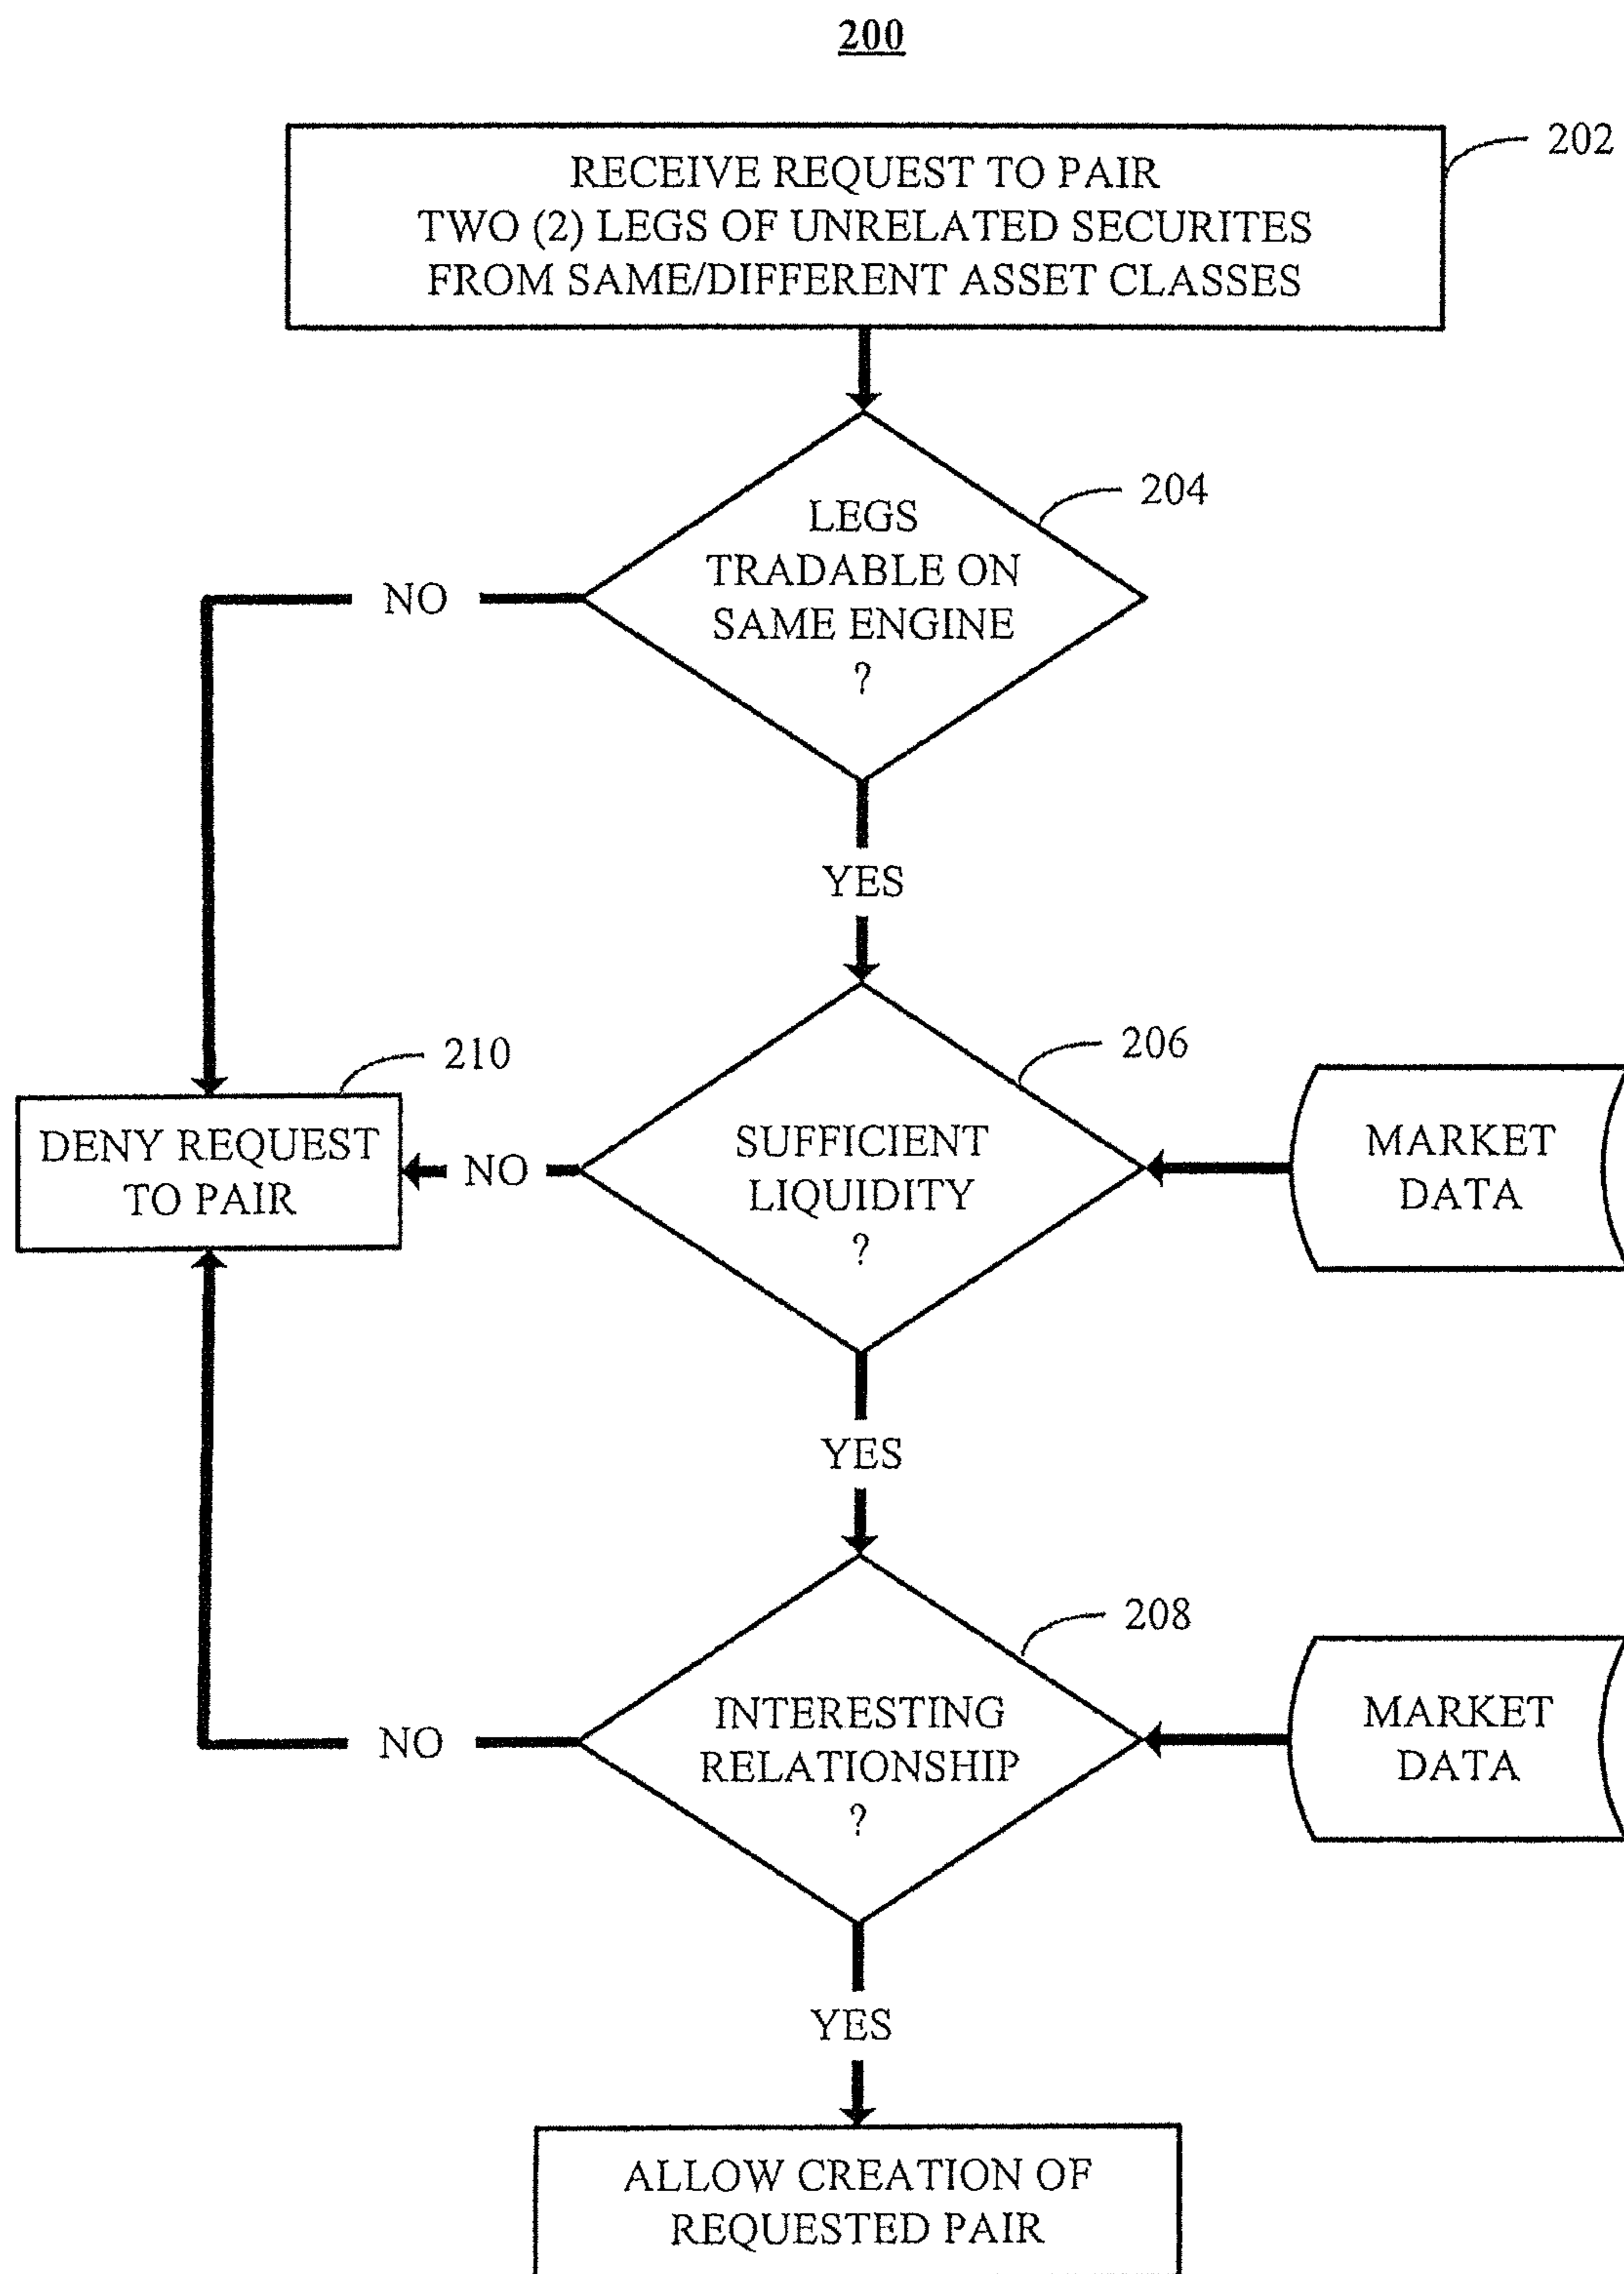 200
RECEIVE REQUEST TO PAIR
TWO (2) LEGS OF UNRELATED SECURITES
FROM SAME/DIFFERENT ASSET CLASSES
202
LEGS
TRADABLE ON
SAME ENGINE
?
204
NO
YES
210
DENY REQUEST
TO PAIR
NO
SUFFICIENT
LIQUIDITY
?
206
MARKET
DATA
YES
INTERESTING
RELATIONSHIP
?
208
MARKET
DATA
NO
YES
ALLOW CREATION OF
REQUESTED PAIR